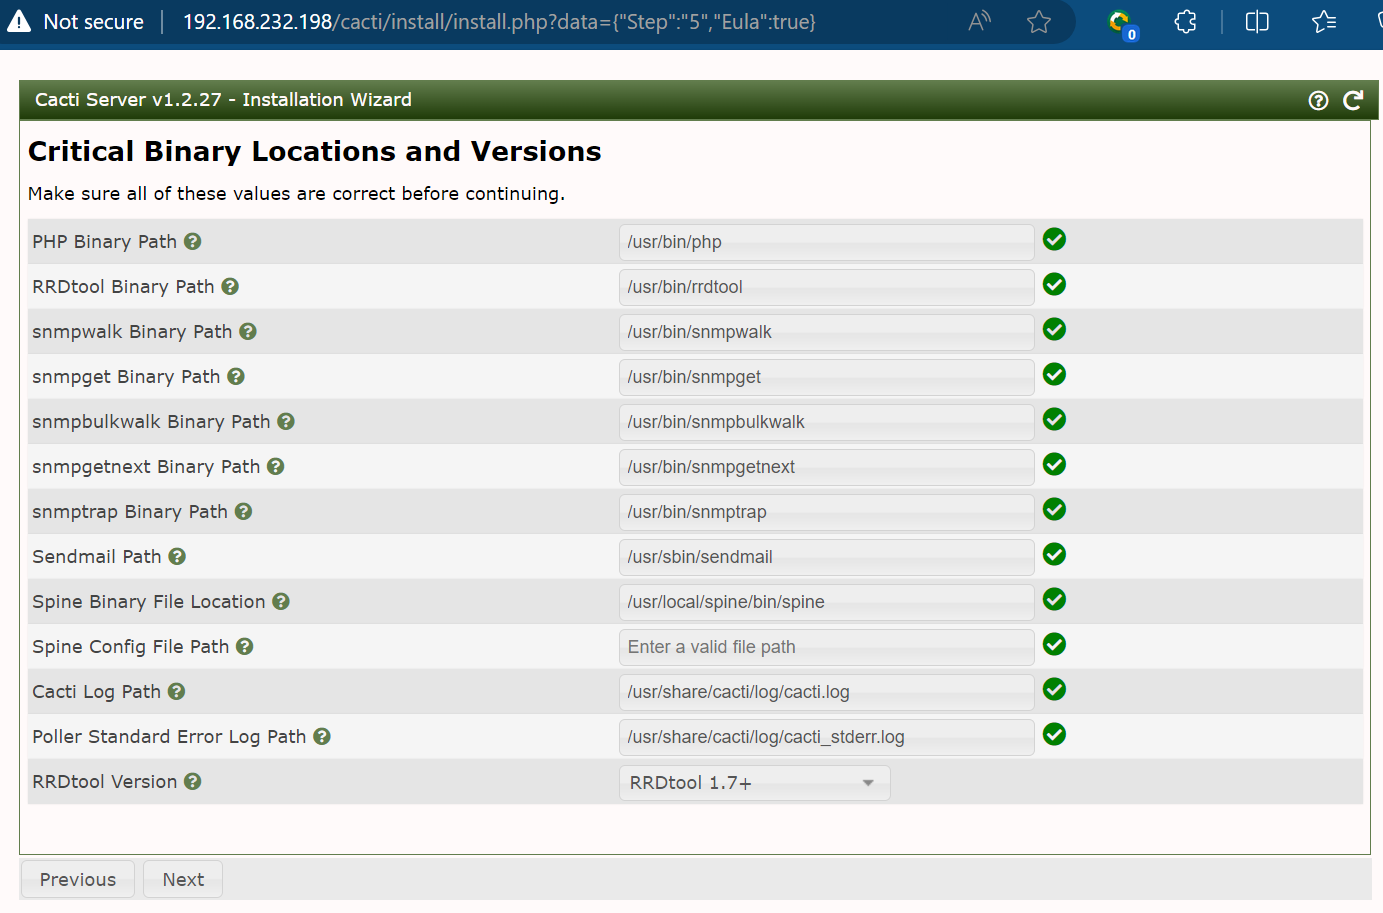 Not secure 192.168.232.198/cacti/install/install.php?data={"Step":"5","Eula":true}
0
Cacti Server v1.2.27 - Installation Wizard
Critical Binary Locations and Versions
Make sure all of these values are correct before continuing.
PHP Binary Path /usr/bin/php
RRDtool Binary Path /usr/bin/rrdtool
snmpwalk Binary Path /usr/bin/snmpwalk
snmpget Binary Path /usr/bin/snmpget
snmpbulkwalk Binary Path /usr/bin/snmpbulkwalk
snmpgetnext Binary Path /usr/bin/snmpgetnext
snmptrap Binary Path /usr/bin/snmptrap
Sendmail Path /usr/sbin/sendmail
Spine Binary File Location /usr/local/spine/bin/spine
Spine Config File Path Enter a valid file path
Cacti Log Path /usr/share/cacti/log/cacti.log
Poller Standard Error Log Path /usr/share/cacti/log/cacti_stderr.log
RRDtool Version RRDtool 1.7+
Previous Next